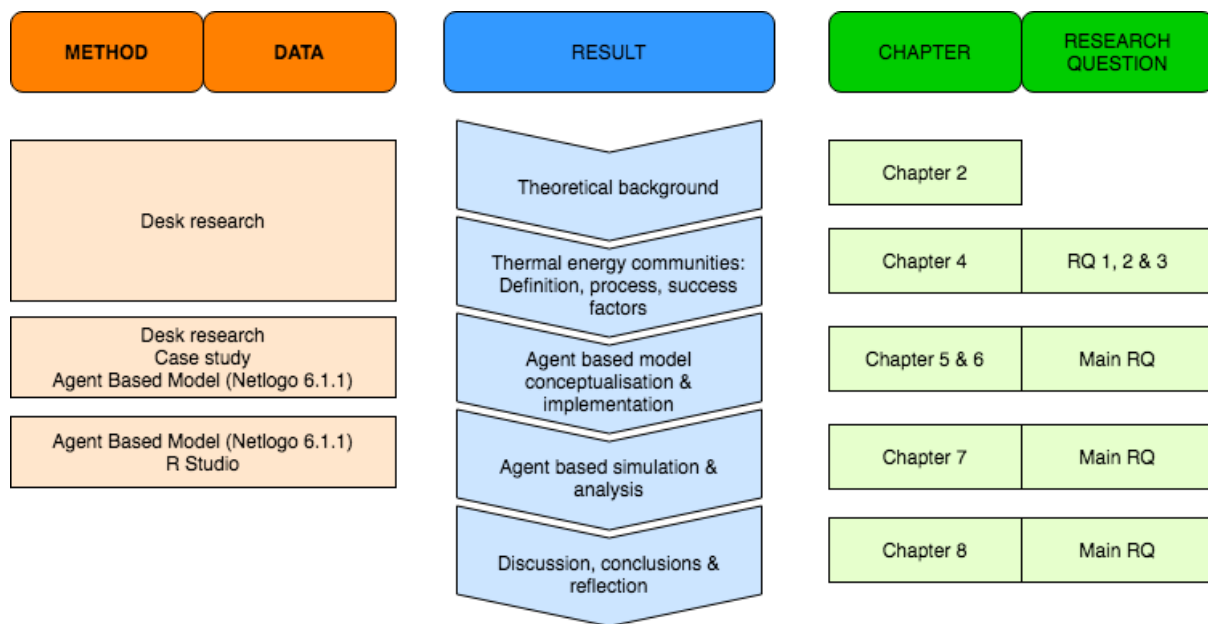 METHOD
DATA
RESULT
CHAPTER
RESEARCH
QUESTION
Desk research
Theoretical background
Chapter 2
Thermal energy communities:
Definition, process, success
factors
Chapter 4
RQ 1, 2 & 3
Desk research
Case study
Agent Based Model (Netlogo 6.1.1)
Agent based model
conceptualisation &
implementation
Chapter 5 & 6
Main RQ
Agent Based Model (Netlogo 6.1.1)
R Studio
Agent based simulation &
analysis
Chapter 7
Main RQ
Discussion, conclusions &
reflection
Chapter 8
Main RQ